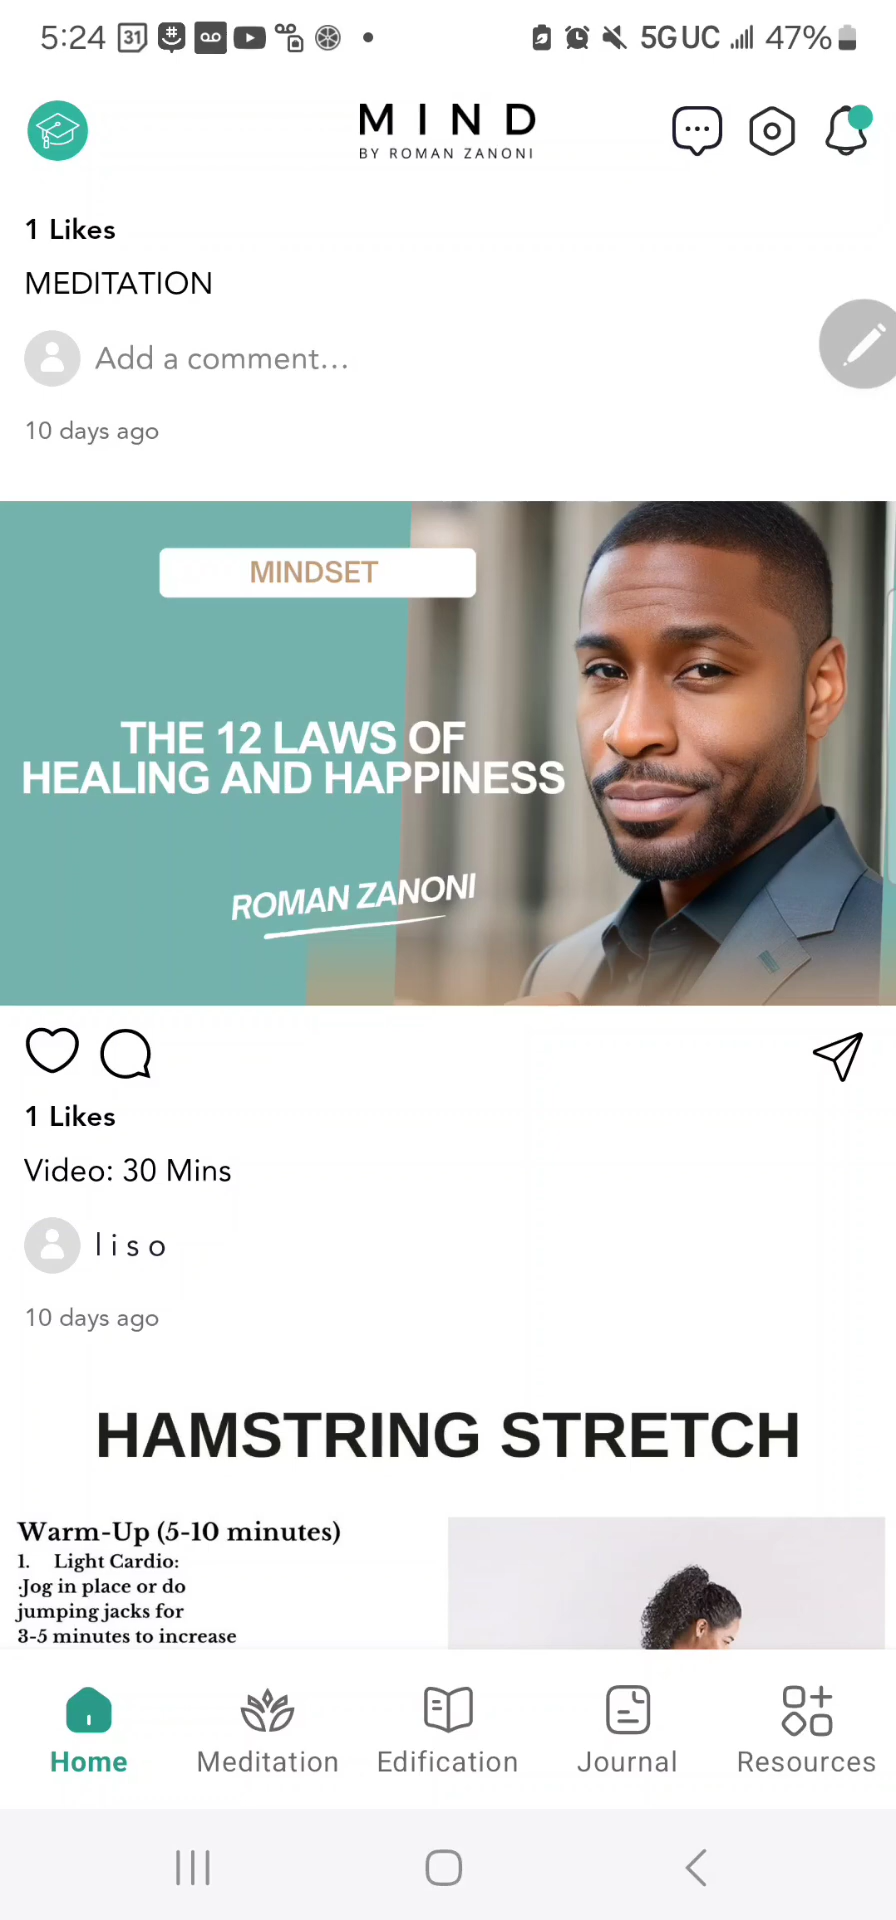 5:24 31 5G UC 47%
MIND
BY ROMAN ZANONI
1 Likes
MEDITATION
Add a comment...
10 days ago
MINDSET
THE 12 LAWS OF
HEALING AND HAPPINESS
ROMAN ZANONI
1 Likes
Video: 30 Mins
l i s o
10 days ago
HAMSTRING STRETCH
Warm-Up (5-10 minutes)
1. Light Cardio:
·Jog in place or do
jumping jacks for
3-5 minutes to increase
Home Meditation Edification Journal Resources